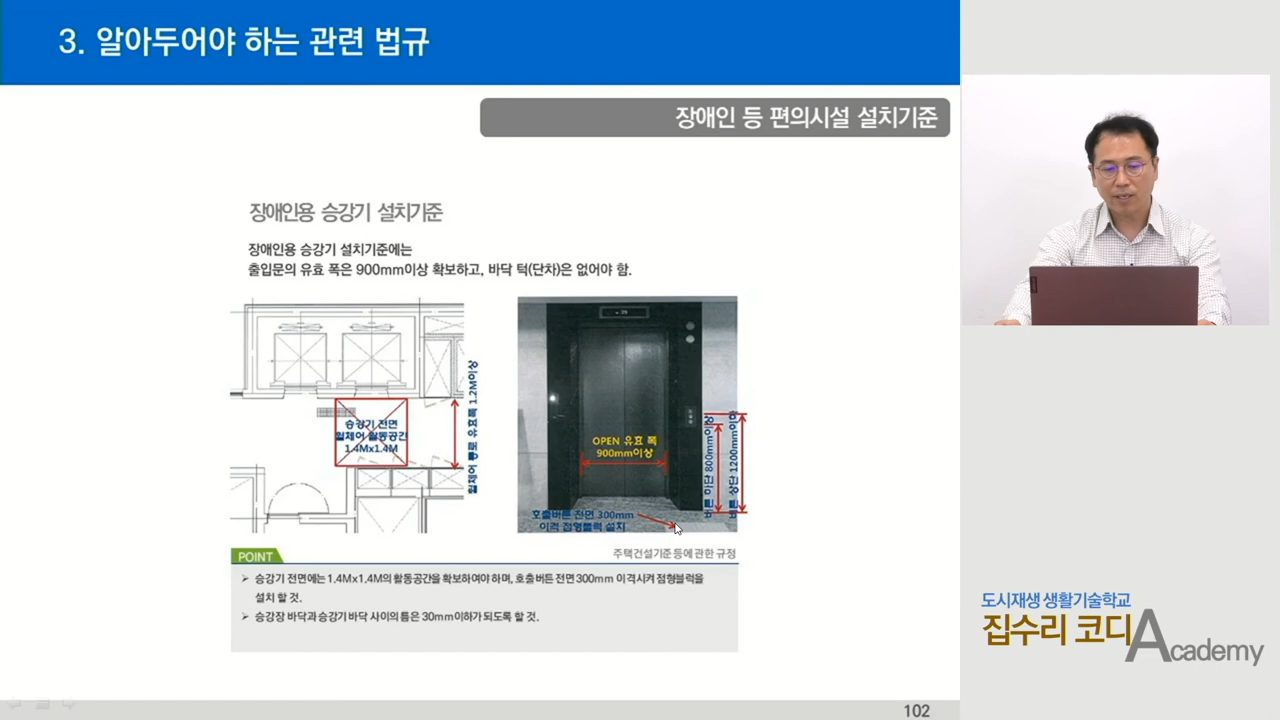 3. 알아두어야 하는 관련 법규
장애인 등 편의시설 설치기준
장애인용 승강기 설치기준
장애인용 승강기 설치기준에는
출입문의 유효 폭은 900mm이상 확보하고, 바닥 턱(단차)은 없어야 함.
승강기 전면
휠체어 활동공간
1.4Mx1.4M
휠체어 통로 유효폭 1.2M이상
OPEN 유효 폭
900mm이상
버튼 하단 800mm이상
버튼 상단 1200mm이하
호출버튼 전면 300mm
이격 점형블럭 설치
POINT
주택건설기준 등에 관한 규정
➢ 승강기 전면에는 1.4Mx1.4M의 활동공간을 확보하여야 하며, 호출버튼 전면 300mm 이격시켜 점형블럭을
설치 할 것.
➢ 승강장 바닥과 승강기 바닥 사이의 틈은 30mm이하가 되도록 할 것.
도시재생 생활기술학교
집수리 코디 Academy
102